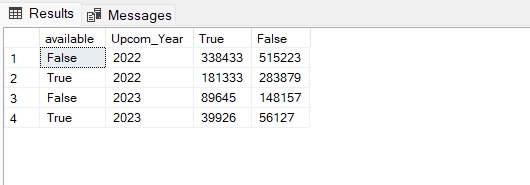 Results Messages
available Upcom_Year True False
1 False 2022 338433 515223
2 True 2022 181333 283879
3 False 2023 89645 148157
4 True 2023 39926 56127